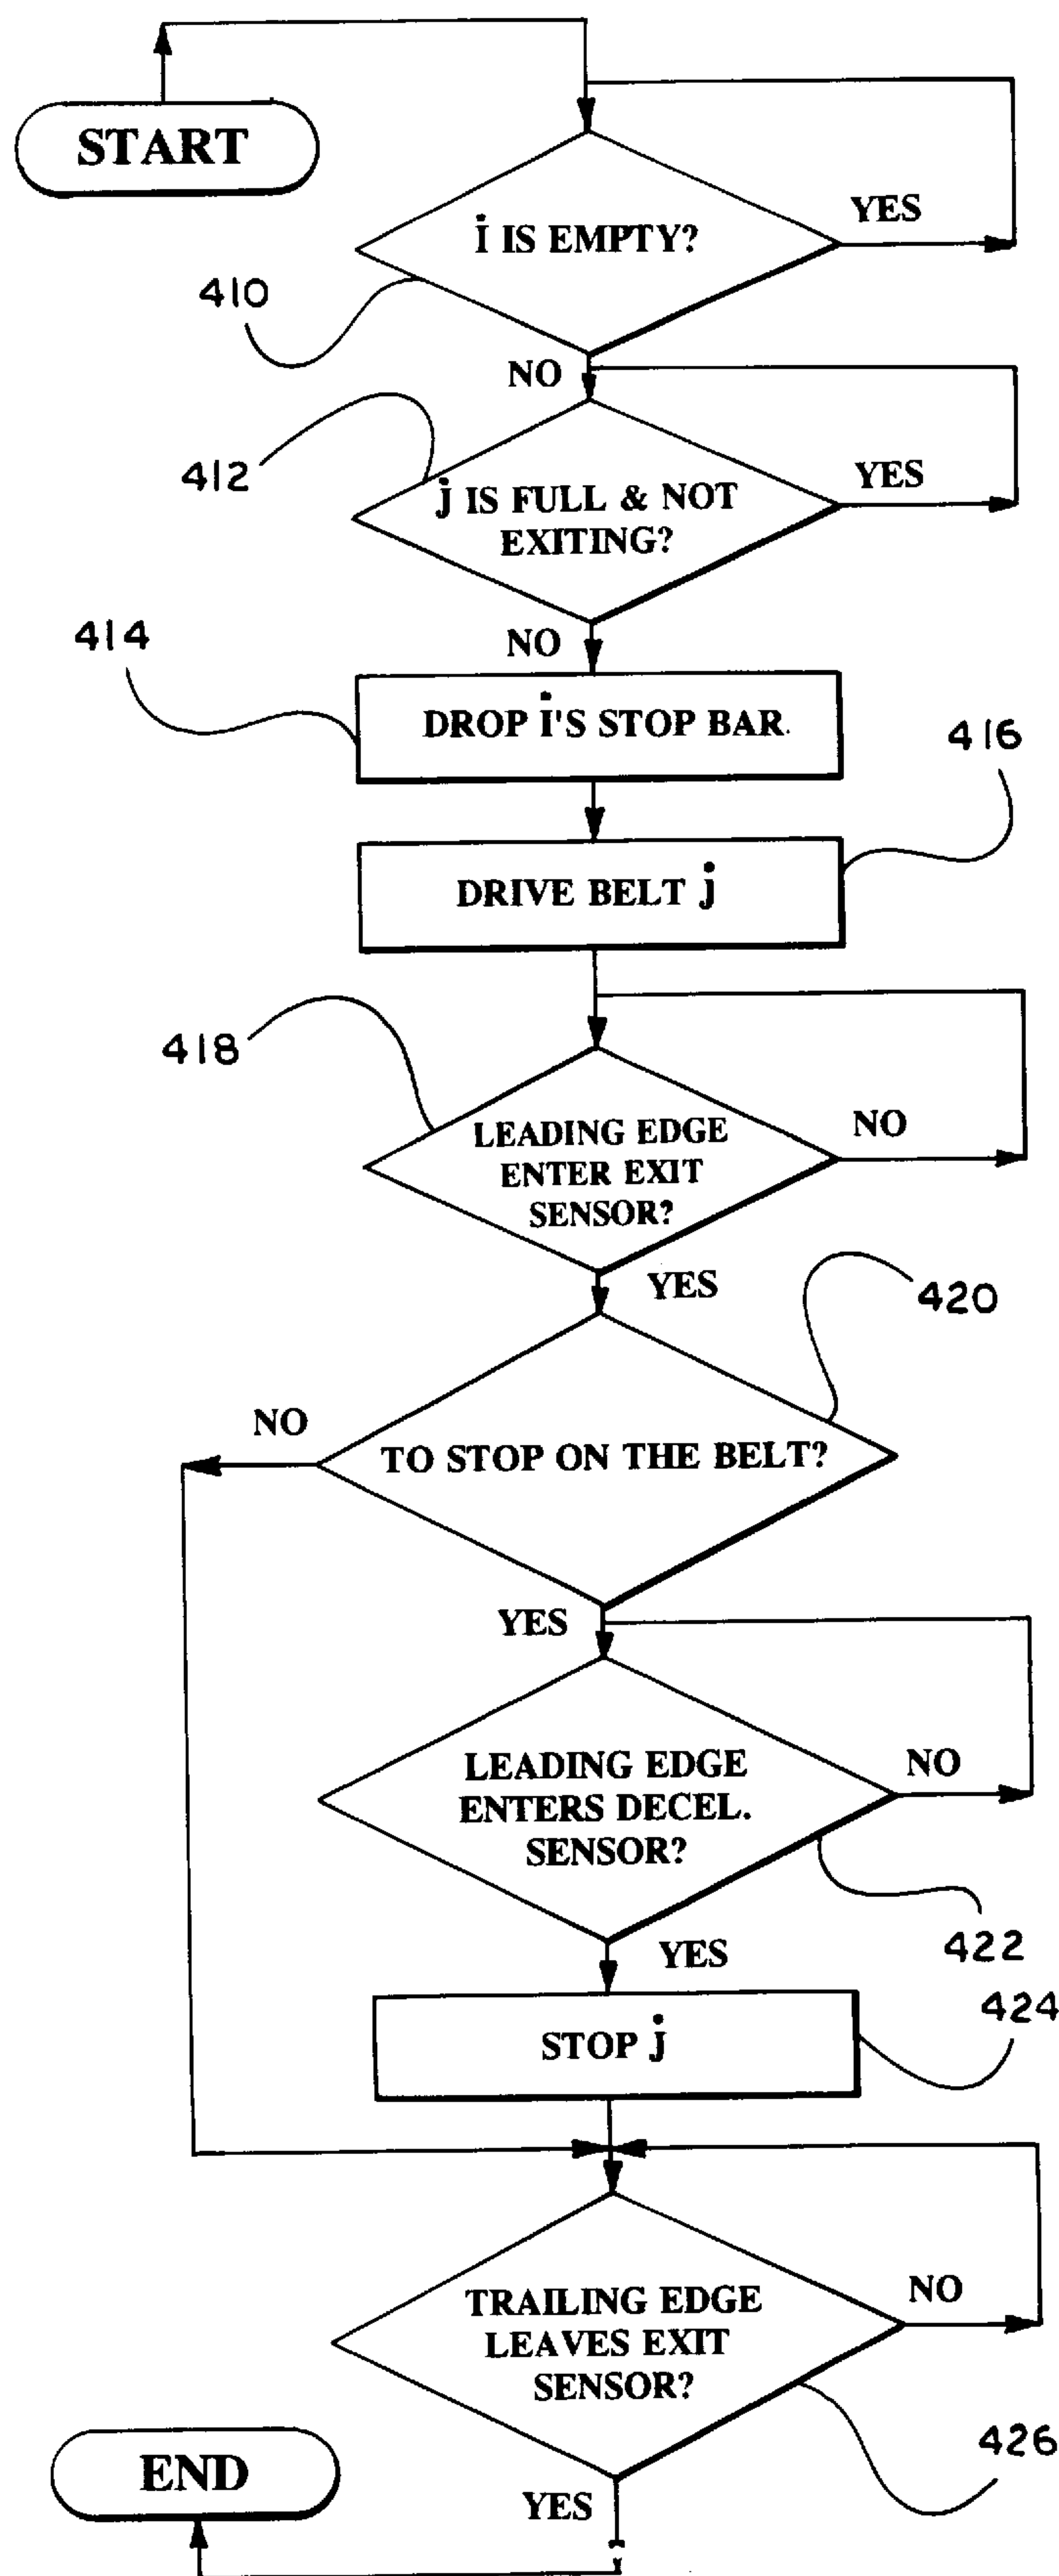 START
i IS EMPTY?
YES
410
NO
412
j IS FULL & NOT
EXITING?
YES
414
NO
DROP i'S STOP BAR.
416
DRIVE BELT j
418
LEADING EDGE
ENTER EXIT
SENSOR?
NO
YES
420
NO
TO STOP ON THE BELT?
YES
LEADING EDGE
ENTERS DECEL.
SENSOR?
NO
422
YES
424
STOP j
TRAILING EDGE
LEAVES EXIT
SENSOR?
NO
426
END
YES